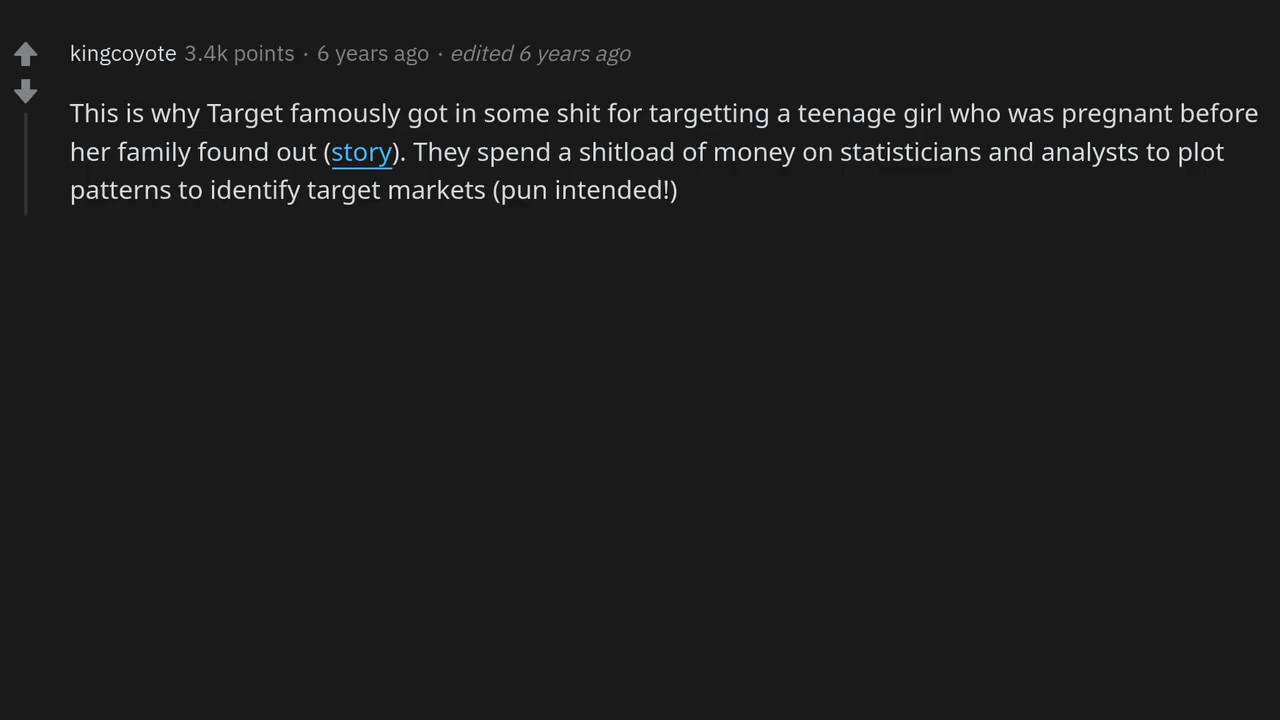 kingcoyote 3.4k points · 6 years ago · edited 6 years ago
This is why Target famously got in some shit for targetting a teenage girl who was pregnant before
her family found out (story). They spend a shitload of money on statisticians and analysts to plot
patterns to identify target markets (pun intended!)